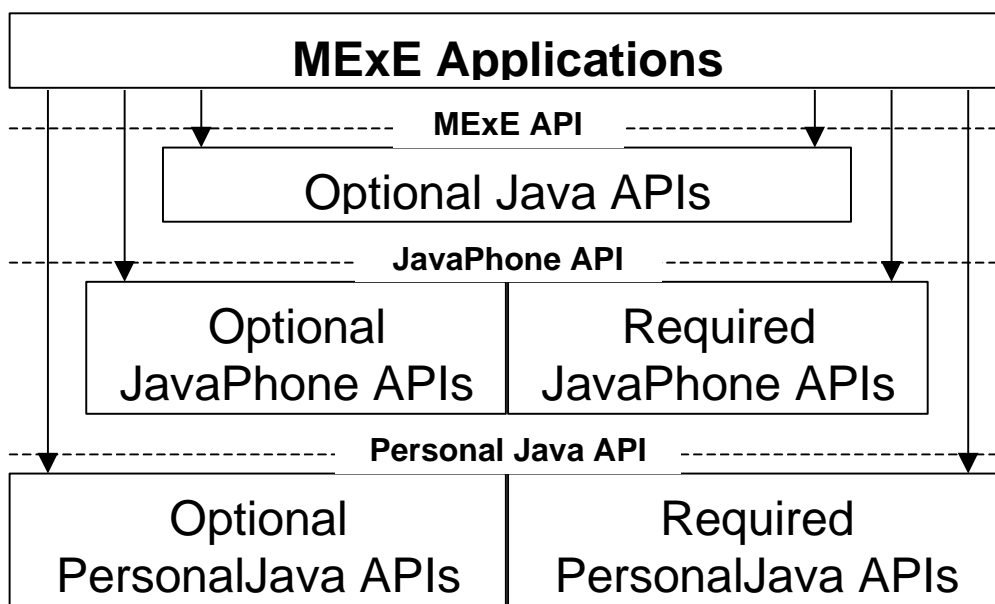 MExE Applications
MExE API
Optional Java APIs
JavaPhone API
Optional
JavaPhone APIs
Required
JavaPhone APIs
Personal Java API
Optional
PersonalJava APIs
Required
PersonalJava APIs